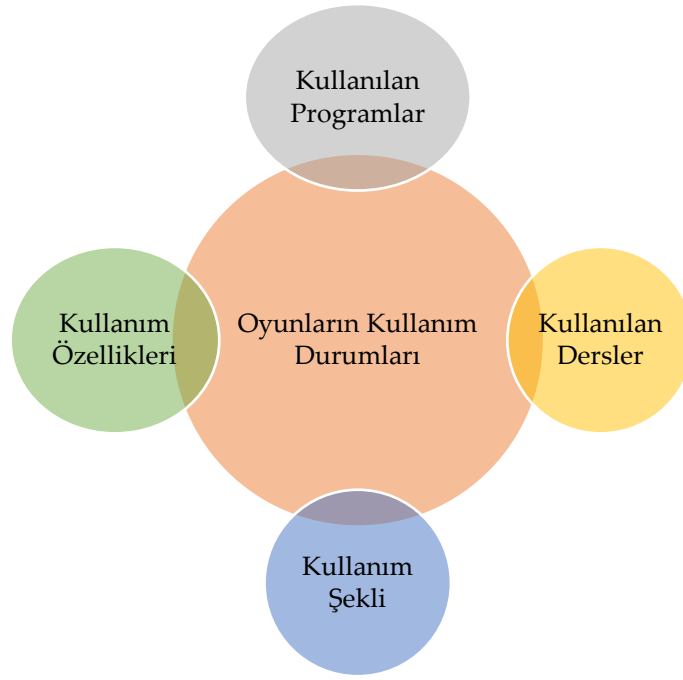 Kullanılan
Programlar
Kullanım
Özellikleri
Oyunların Kullanım
Durumları
Kullanılan
Dersler
Kullanım
Şekli